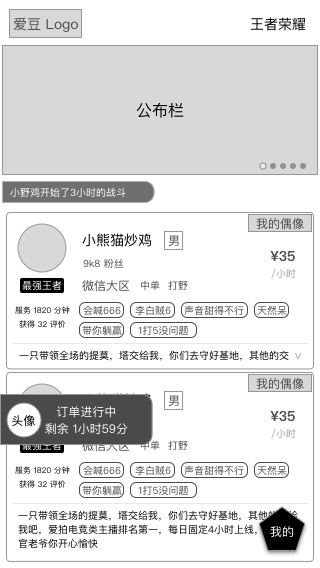 爱豆 Logo
王者荣耀
公布栏
小野鸡开始了3小时的战斗
我的偶像
小熊猫炒鸡 男
¥35
9k8 粉丝
/小时
最强王者
微信大区 中单 打野
服务 1820 分钟
获得 32 评价
会喊666 李白贼6 声音甜得不行 天然呆
带你躺赢 1打5没问题
一只带领全场的提莫，塔交给我，你们去守好基地，其他的交
我的偶像
男
¥35
/小时
头像
订单进行中
剩余 1小时59分
最强王者
微信大区 中单 打野
服务 1820 分钟
获得 32 评价
会喊666 李白贼6 声音甜得不行 天然呆
带你躺赢 1打5没问题
一只带领全场的提莫，塔交给我，你们去守好基地，其他的交给
我吧，爱拍电竞类主播排名第一，每日固定4小时上线，
官老爷你开心愉快
我的